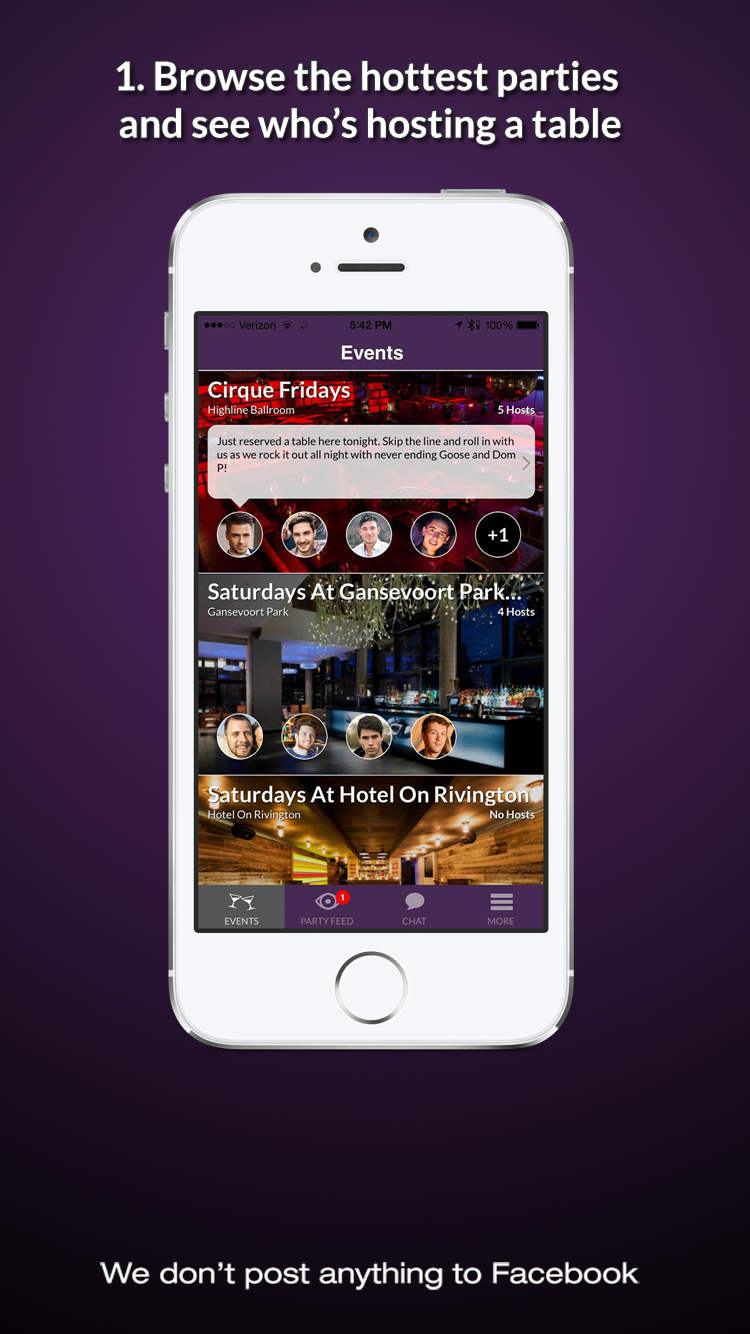 1. Browse the hottest parties
and see who's hosting a table
Verizon 5:42 PM 100%
Events
Cirque Fridays
Highline Ballroom 5 Hosts
Just reserved a table here tonight. Skip the line and roll in with
us as we rock it out all night with never ending Goose and Dom
P!
+1
Saturdays At Gansevoort Park...
Gansevoort Park 4 Hosts
Saturdays At Hotel On Rivington
Hotel On Rivington No Hosts
1
EVENTS PARTY FEED CHAT MORE
We don't post anything to Facebook